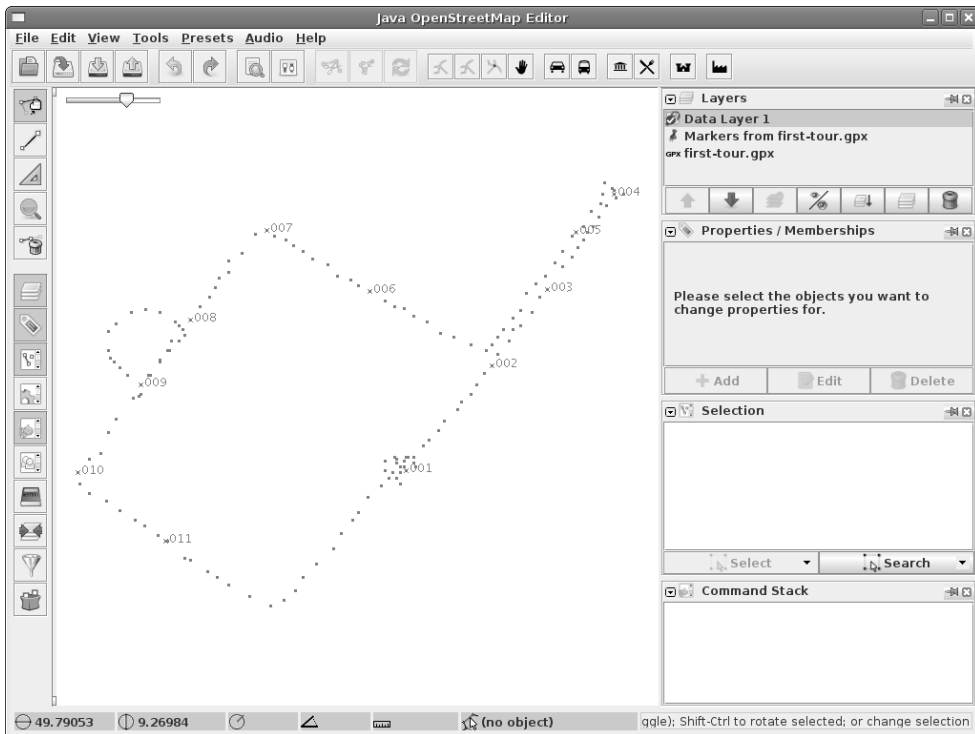 Java OpenStreetMap Editor
File Edit View Tools Presets Audio Help
Layers
Data Layer 1
Markers from first-tour.gpx
GPX first-tour.gpx
004
007
005
Properties / Memberships
006
003
Please select the objects you want to
change properties for.
008
002
009
Add Edit Delete
Selection
010
001
011
Select Search
Command Stack
49.79053 9.26984 (no object) ggle); Shift-Ctrl to rotate selected; or change selection